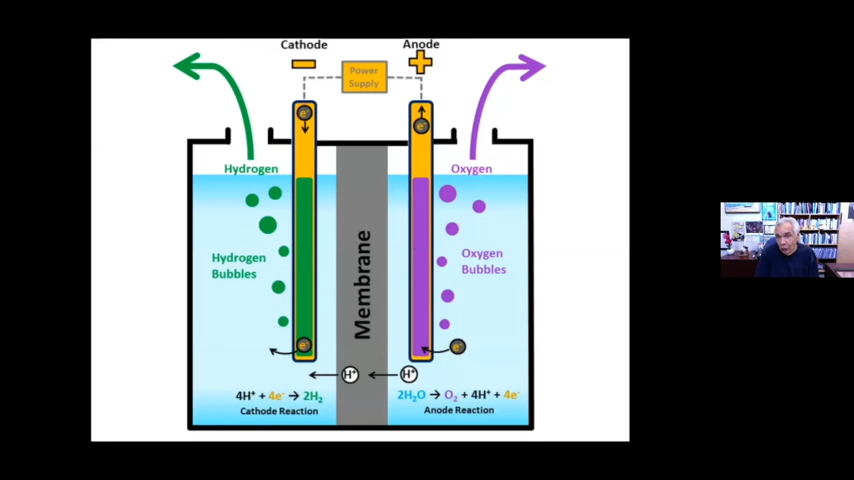 Cathode
Anode
Power
Supply
e-
e-
Hydrogen
Oxygen
Hydrogen
Bubbles
Oxygen
Bubbles
Membrane
e-
e-
H+
H+
4H+ + 4e- → 2H2
Cathode Reaction
2H2O → O2 + 4H+ + 4e-
Anode Reaction